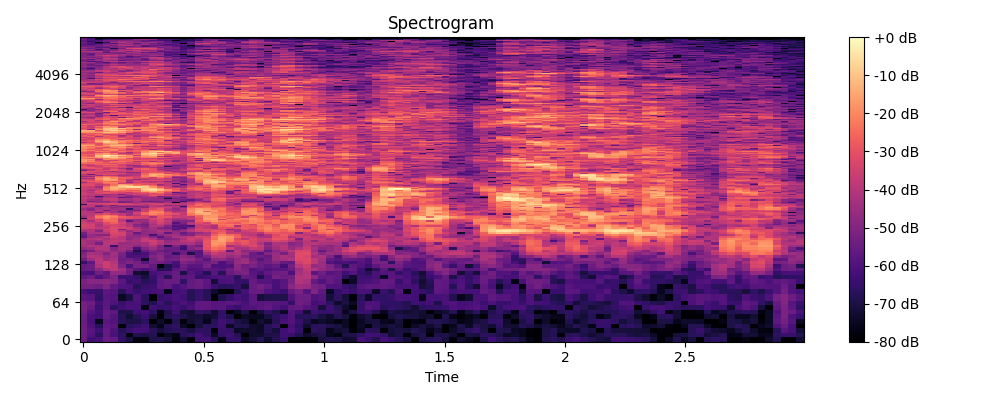 Spectrogram
Hz
4096
2048
1024
512
256
128
64
0
0
0.5
1
1.5
2
2.5
Time
+0 dB
-10 dB
-20 dB
-30 dB
-40 dB
-50 dB
-60 dB
-70 dB
-80 dB